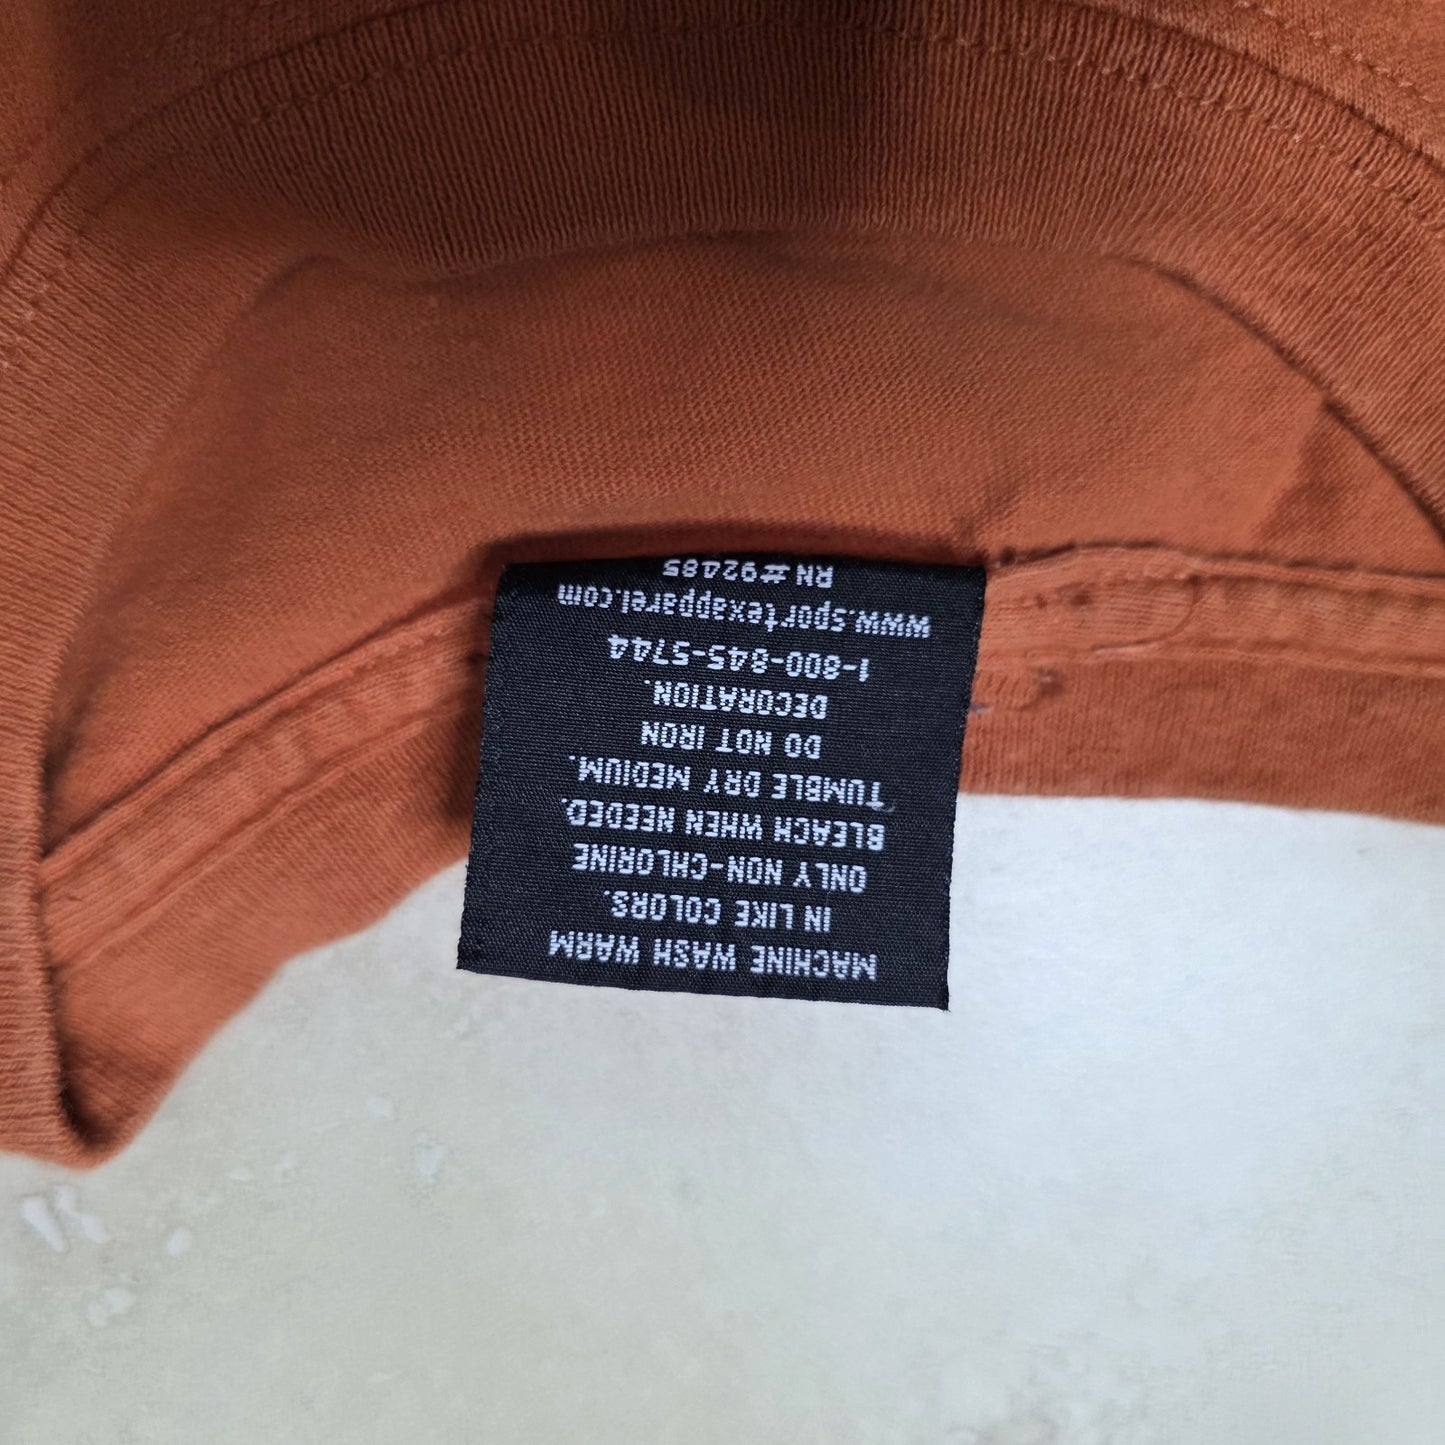 MACHINE WASH WARM
IN LIKE COLORS.
ONLY NON-CHLORINE
BLEACH WHEN NEEDED.
TUMBLE DRY MEDIUM.
DO NOT IRON
DECORATION.
1-800-845-5744
www.sportexapparel.com
RN #92485